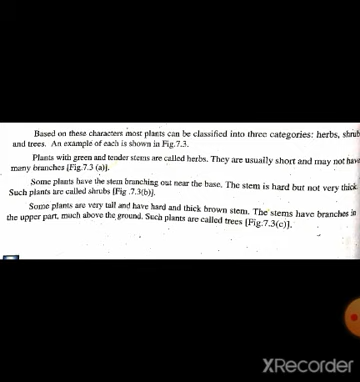 Based on these characters most plants can be classified into three categories: herbs, shrub
and trees. An example of each is shown in Fig.7.3.
Plants with green and tender stems are called herbs. They are usually short and may not have
many branches [Fig.7.3 (a)].
Some plants have the stem branching out near the base. The stem is hard but not very thick.
Such plants are called shrubs [Fig .7.3(b)].
Some plants are very tall and have hard and thick brown stem. The stems have branches in
the upper part, much above the ground. Such plants are called trees [Fig.7.3(c)].
XRecorder